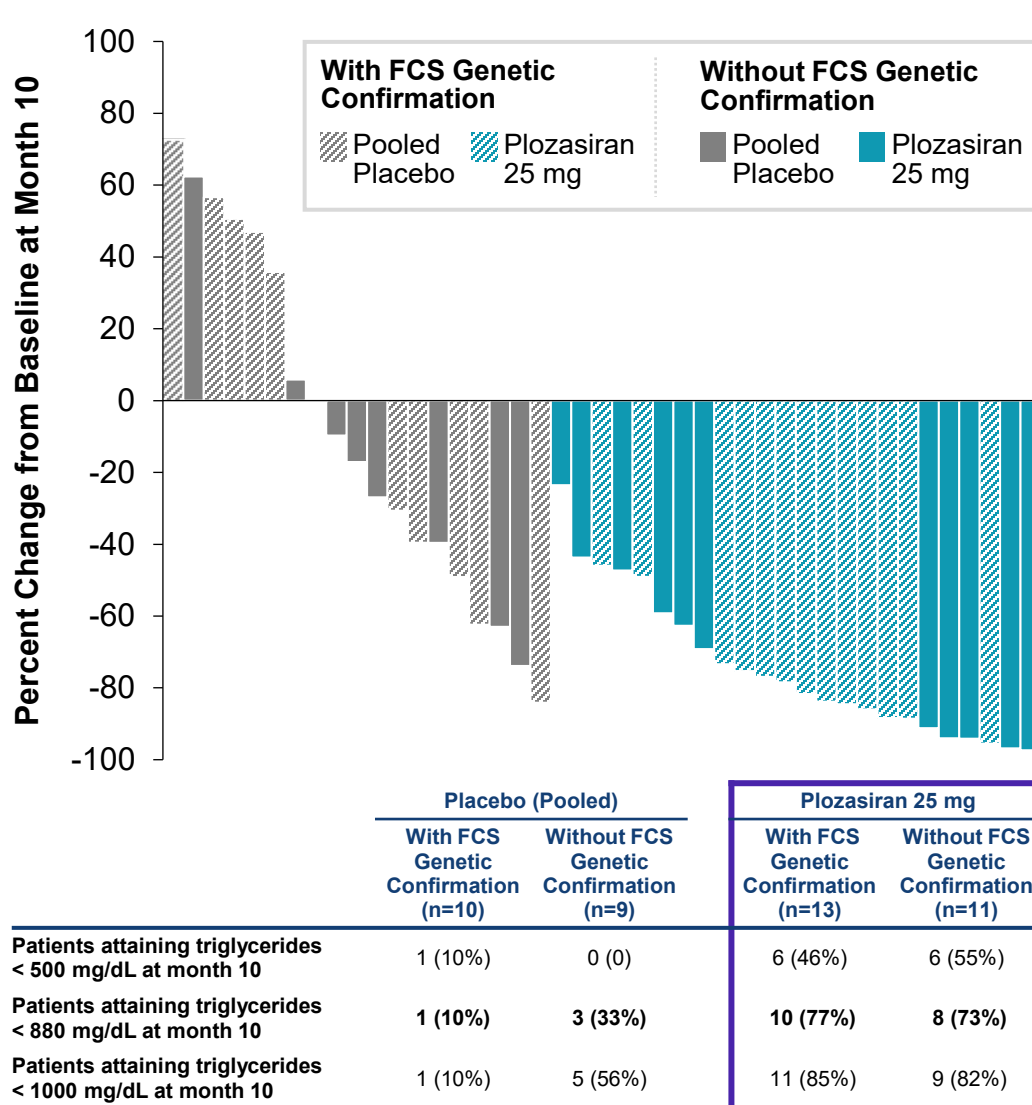 Percent Change from Baseline at Month 10
100
80
60
40
20
0
-20
-40
-60
-80
-100
With FCS Genetic
Confirmation
Pooled
Placebo
Plozasiran
25 mg
Without FCS Genetic
Confirmation
Pooled
Placebo
Plozasiran
25 mg
Placebo (Pooled)
Plozasiran 25 mg
With FCS
Genetic
Confirmation
(n=10)
Without FCS
Genetic
Confirmation
(n=9)
With FCS
Genetic
Confirmation
(n=13)
Without FCS
Genetic
Confirmation
(n=11)
Patients attaining triglycerides
< 500 mg/dL at month 10
1 (10%) 0 (0) 6 (46%) 6 (55%)
Patients attaining triglycerides
< 880 mg/dL at month 10
1 (10%) 3 (33%) 10 (77%) 8 (73%)
Patients attaining triglycerides
< 1000 mg/dL at month 10
1 (10%) 5 (56%) 11 (85%) 9 (82%)